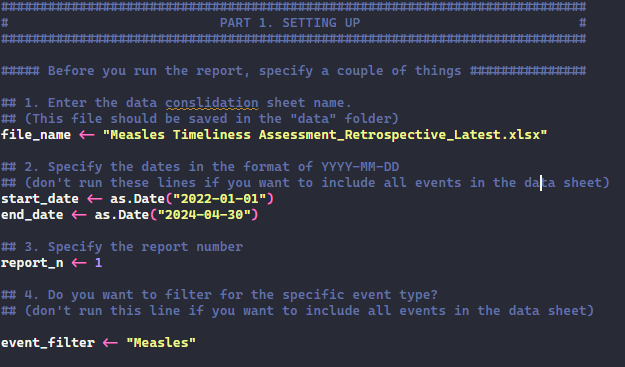 ###########################################################################
#                           PART 1. SETTING UP                            #
###########################################################################
##### Before you run the report, specify a couple of things ###############
## 1. Enter the data conslidation sheet name.
## (This file should be saved in the "data" folder)
file_name <- "Measles Timeliness Assessment_Retrospective_Latest.xlsx"
## 2. Specify the dates in the format of YYYY-MM-DD
## (don't run these lines if you want to include all events in the data sheet)
start_date <- as.Date("2022-01-01")
end_date <- as.Date("2024-04-30")
## 3. Specify the report number
report_n <- 1
## 4. Do you want to filter for the specific event type?
## (don't run this line if you want to include all events in the data sheet)
event_filter <- "Measles"